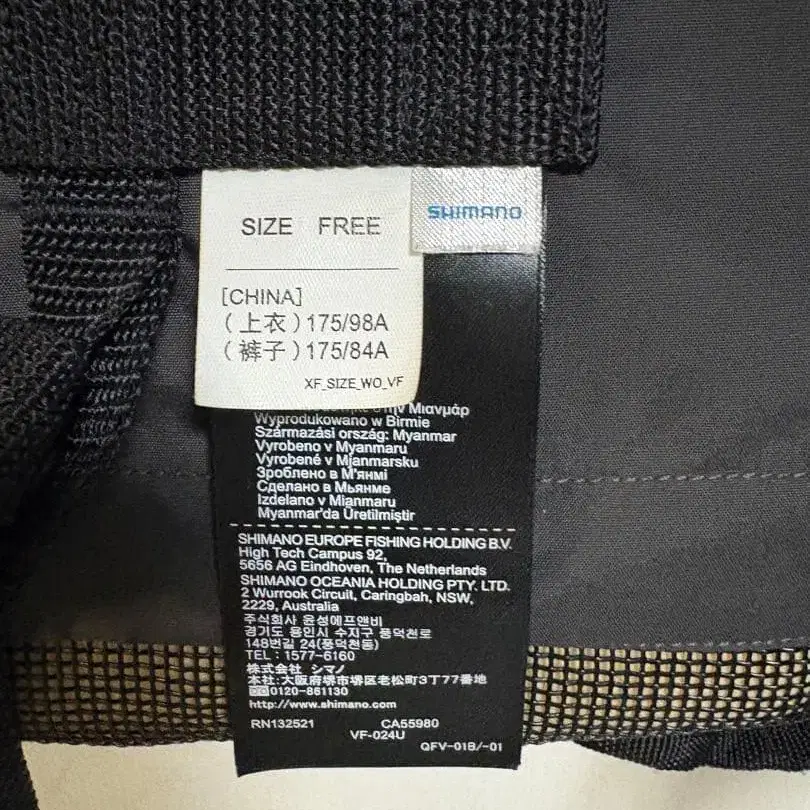 SIZE FREE
SHIMANO
[CHINA]
(上衣)175/98A
(裤子)175/84A
XF_SIZE_WO_VF
στην Μιανμάρ
Wyprodukowano w Birmie
Származási ország: Myanmar
Vyrobeno v Myanmaru
Vyrobené v Mjanmarsku
Зроблено в М'янмі
Сделано в Мьянме
Izdelano v Mianmaru
Myanmar'da Üretilmiştir
SHIMANO EUROPE FISHING HOLDING B.V.
High Tech Campus 92,
5656 AG Eindhoven, The Netherlands
SHIMANO OCEANIA HOLDING PTY. LTD.
2 Wurrook Circuit, Caringbah, NSW,
2229, Australia
주식회사 윤성에프앤비
경기도 용인시 수지구 풍덕천로
148번길 24(풍덕천동)
TEL : 1577-6160
株式会社 シマノ
本社:大阪府堺市堺区老松町3丁77番地
0120-861130
http://www.shimano.com
RN132521 CA55980
VF-024U
QFV-01B/-01